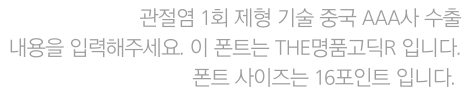 관절염 1회 제형 기술 중국 AAA사 수출
내용을 입력해주세요. 이 폰트는 THE명품고딕R 입니다.
폰트 사이즈는 16포인트 입니다.